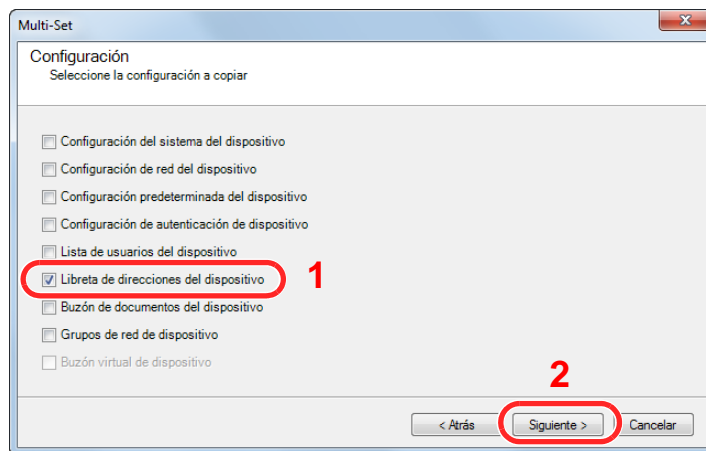 Multi-Set
Configuración
Seleccione la configuración a copiar
Configuración del sistema del dispositivo
Configuración de red del dispositivo
Configuración predeterminada del dispositivo
Configuración de autenticación de dispositivo
Lista de usuarios del dispositivo
Libreta de direcciones del dispositivo
1
Buzón de documentos del dispositivo
Grupos de red de dispositivo
Buzón virtual de dispositivo
2
< Atrás Siguiente > Cancelar